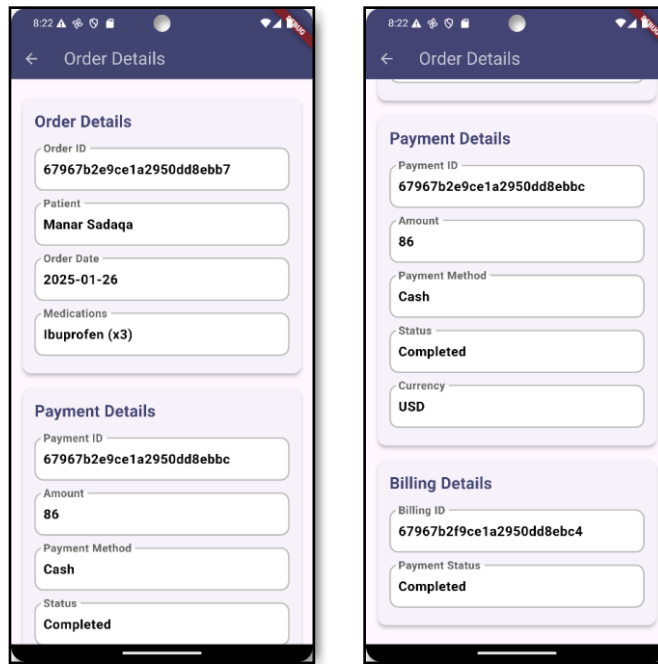 8:22
Order Details
Order Details
Order ID
67967b2e9ce1a2950dd8ebb7
Patient
Manar Sadaqa
Order Date
2025-01-26
Medications
Ibuprofen (x3)
Payment Details
Payment ID
67967b2e9ce1a2950dd8ebbc
Amount
86
Payment Method
Cash
Status
Completed
8:22
Order Details
Payment Details
Payment ID
67967b2e9ce1a2950dd8ebbc
Amount
86
Payment Method
Cash
Status
Completed
Currency
USD
Billing Details
Billing ID
67967b2f9ce1a2950dd8ebc4
Payment Status
Completed